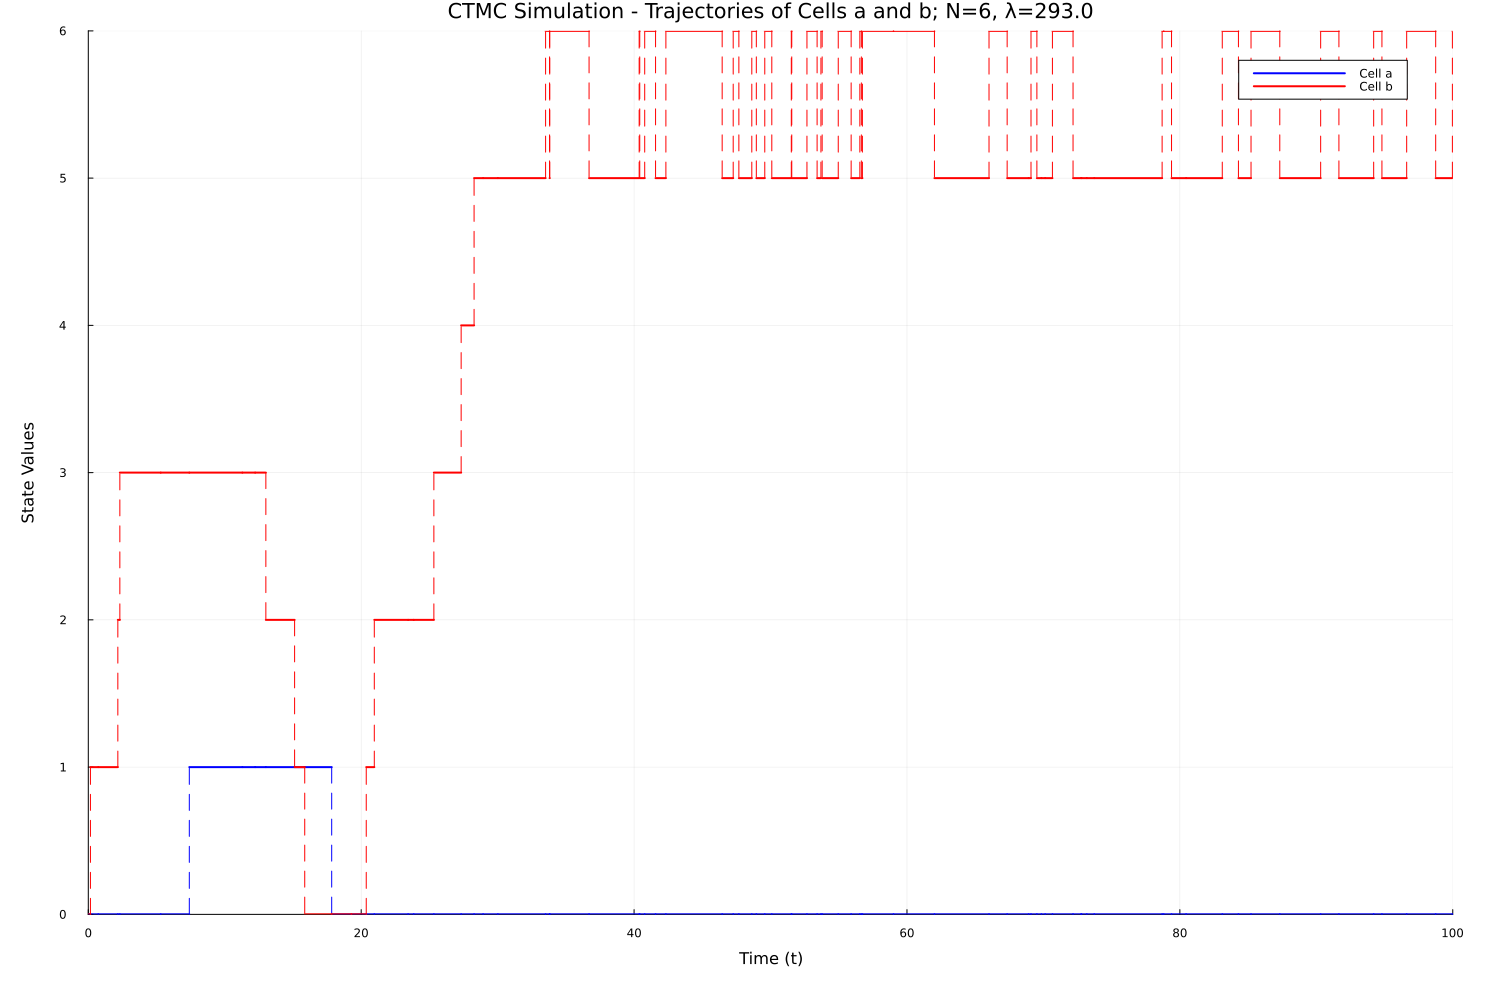 CTMC Simulation - Trajectories of Cells a and b; N=6, λ=293.0
6
Cell a
Cell b
5
4
State Values
3
2
1
0
0 20 40 60 80 100
Time (t)